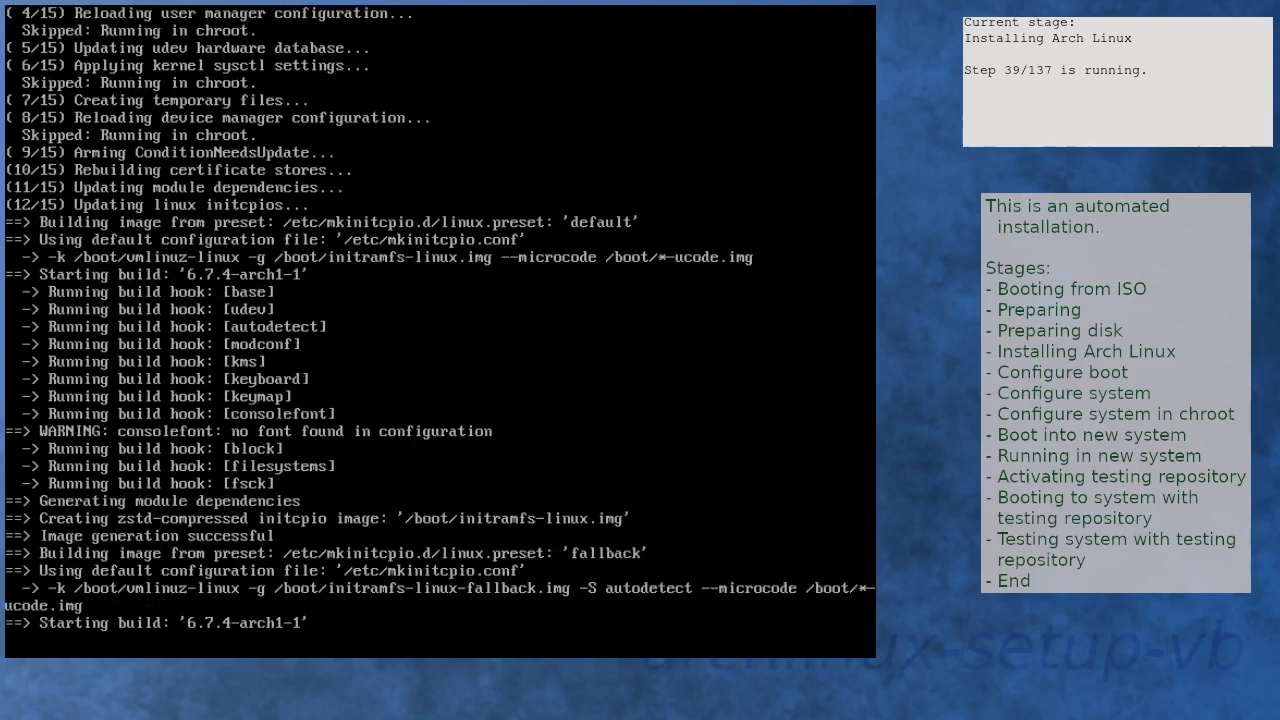 ( 4/15) Reloading user manager configuration...
  Skipped: Running in chroot.
( 5/15) Updating udev hardware database...
( 6/15) Applying kernel sysctl settings...
  Skipped: Running in chroot.
( 7/15) Creating temporary files...
( 8/15) Reloading device manager configuration...
  Skipped: Running in chroot.
( 9/15) Arming ConditionNeedsUpdate...
(10/15) Rebuilding certificate stores...
(11/15) Updating module dependencies...
(12/15) Updating linux initcpios...
==> Building image from preset: /etc/mkinitcpio.d/linux.preset: 'default'
==> Using default configuration file: '/etc/mkinitcpio.conf'
  -> -k /boot/vmlinuz-linux -g /boot/initramfs-linux.img --microcode /boot/*-ucode.img
==> Starting build: '6.7.4-arch1-1'
  -> Running build hook: [base]
  -> Running build hook: [udev]
  -> Running build hook: [autodetect]
  -> Running build hook: [modconf]
  -> Running build hook: [kms]
  -> Running build hook: [keyboard]
  -> Running build hook: [keymap]
  -> Running build hook: [consolefont]
==> WARNING: consolefont: no font found in configuration
  -> Running build hook: [block]
  -> Running build hook: [filesystems]
  -> Running build hook: [fsck]
==> Generating module dependencies
==> Creating zstd-compressed initcpio image: '/boot/initramfs-linux.img'
==> Image generation successful
==> Building image from preset: /etc/mkinitcpio.d/linux.preset: 'fallback'
==> Using default configuration file: '/etc/mkinitcpio.conf'
  -> -k /boot/vmlinuz-linux -g /boot/initramfs-linux-fallback.img -S autodetect --microcode /boot/*-
ucode.img
==> Starting build: '6.7.4-arch1-1'
Current stage:
Installing Arch Linux
Step 39/137 is running.
This is an automated
installation.
Stages:
- Booting from ISO
- Preparing
- Preparing disk
- Installing Arch Linux
- Configure boot
- Configure system
- Configure system in chroot
- Boot into new system
- Running in new system
- Activating testing repository
- Booting to system with
testing repository
- Testing system with testing
repository
- End
archlinux-setup-vb